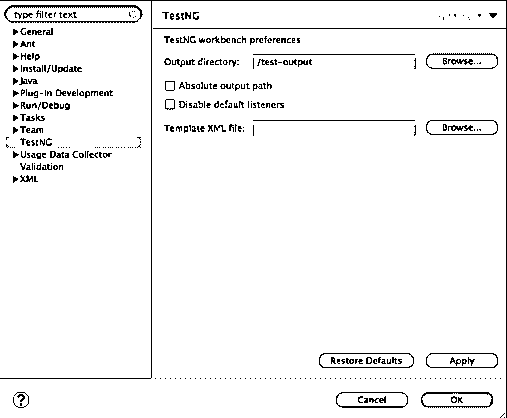 type filter text
General
Ant
Help
Install/Update
Java
Plug-in Development
Run/Debug
Tasks
Team
TestNG
Usage Data Collector
Validation
XML
TestNG
TestNG workbench preferences
Output directory: /test-output Browse...
Absolute output path
Disable default listeners
Template XML file: Browse...
Restore Defaults Apply
? Cancel OK